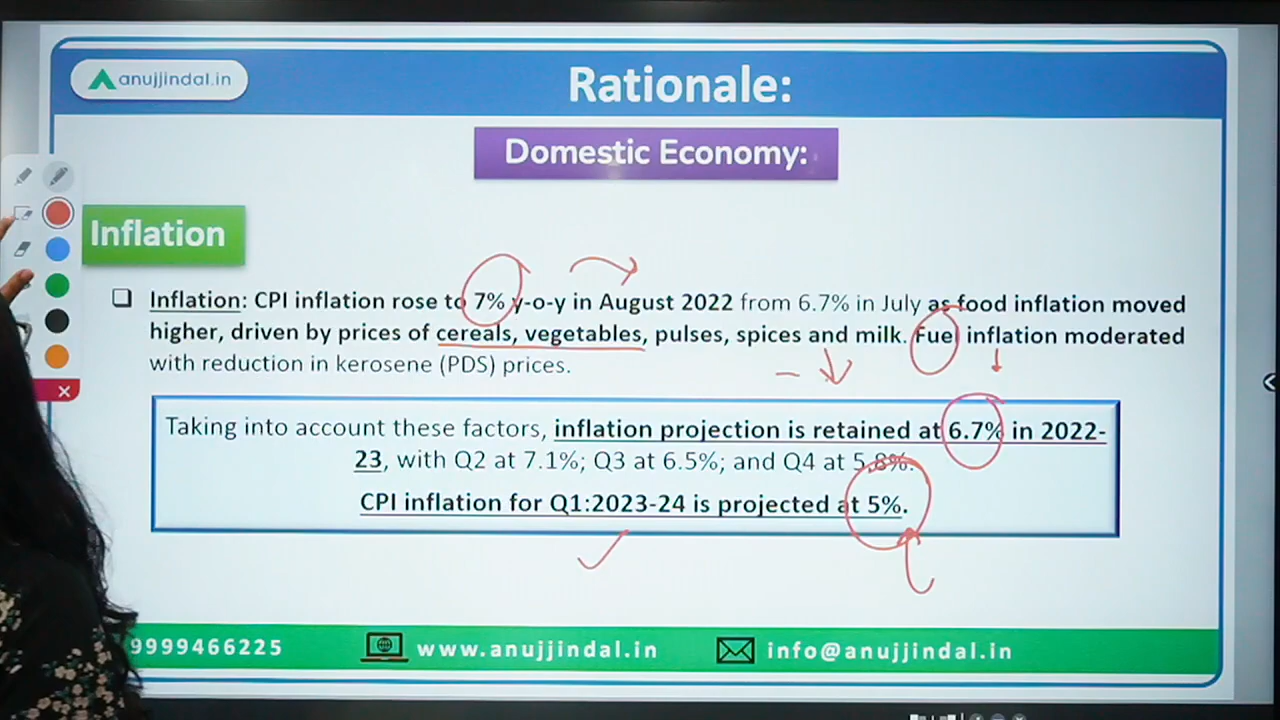 anujjindal.in
Rationale:
Domestic Economy:
Inflation
Inflation: CPI inflation rose to 7% y-o-y in August 2022 from 6.7% in July as food inflation moved
higher, driven by prices of cereals, vegetables, pulses, spices and milk. Fuel inflation moderated
with reduction in kerosene (PDS) prices.
Taking into account these factors, inflation projection is retained at 6.7% in 2022-
23, with Q2 at 7.1%; Q3 at 6.5%; and Q4 at 5.8%.
CPI inflation for Q1:2023-24 is projected at 5%.
9999466225 www.anujjindal.in info@anujjindal.in